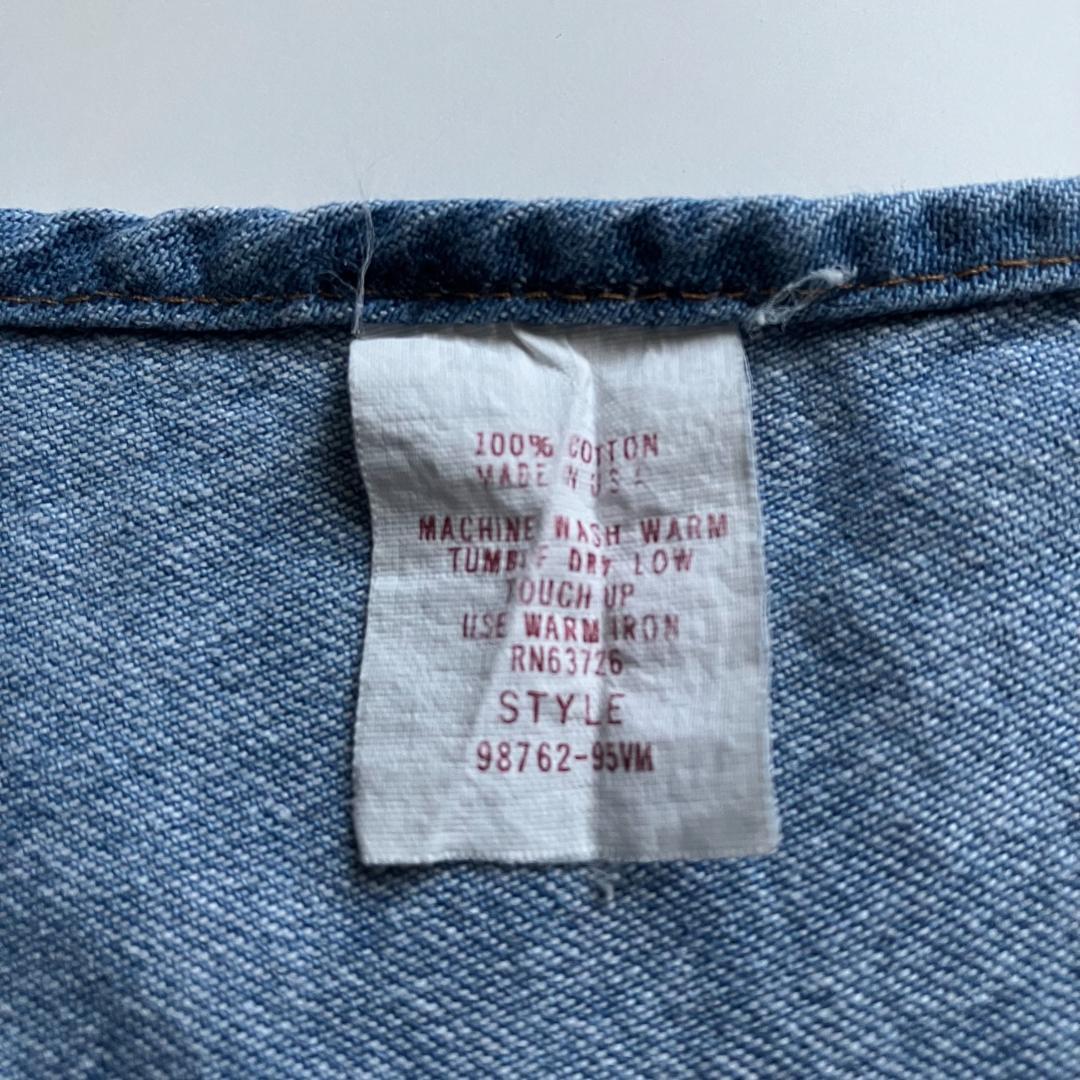 100% COTTON
MADE IN USA
MACHINE WASH WARM
TUMBLE DRY LOW
TOUCH UP
USE WARM IRON
RN63726
STYLE
98762-95VM